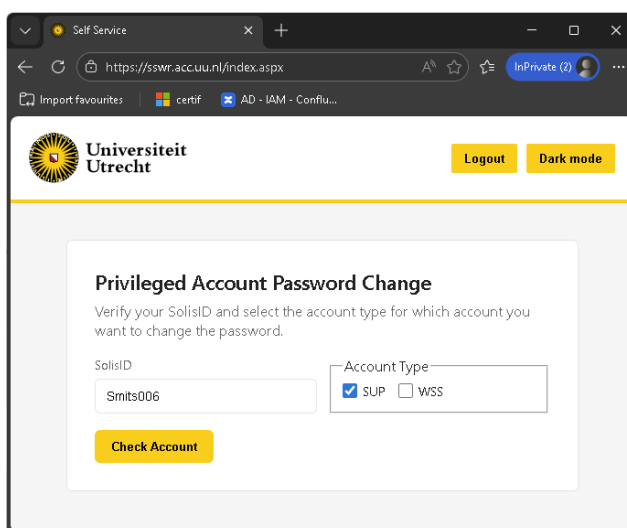 Self Service
https://sswr.acc.uu.nl/index.aspx
InPrivate (2)
Import favourites
certif
AD - IAM - Conflu...
Universiteit
Utrecht
Logout
Dark mode
Privileged Account Password Change
Verify your SolisID and select the account type for which account you
want to change the password.
SolisID
Account Type
Smits006
SUP
WSS
Check Account